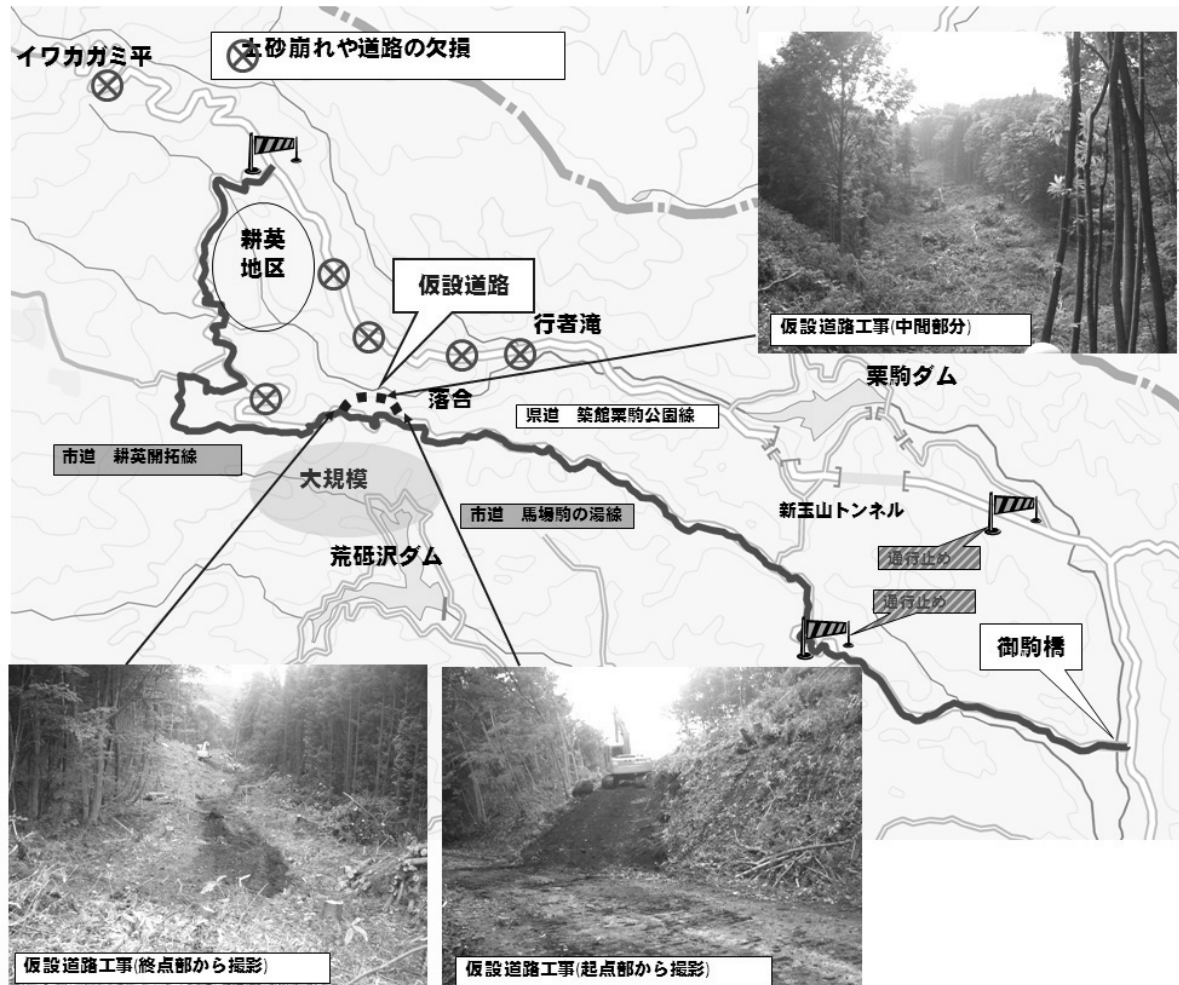 イワカガミ平
土砂崩れや道路の欠損
耕英
地区
仮設道路
行者滝
仮設道路工事(中間部分)
栗駒ダム
落合
県道 築館栗駒公園線
市道 耕英開拓線
大規模
市道 馬場駒の湯線
新玉山トンネル
荒砥沢ダム
通行止め
通行止め
御駒橋
仮設道路工事(終点部から撮影)
仮設道路工事(起点部から撮影)